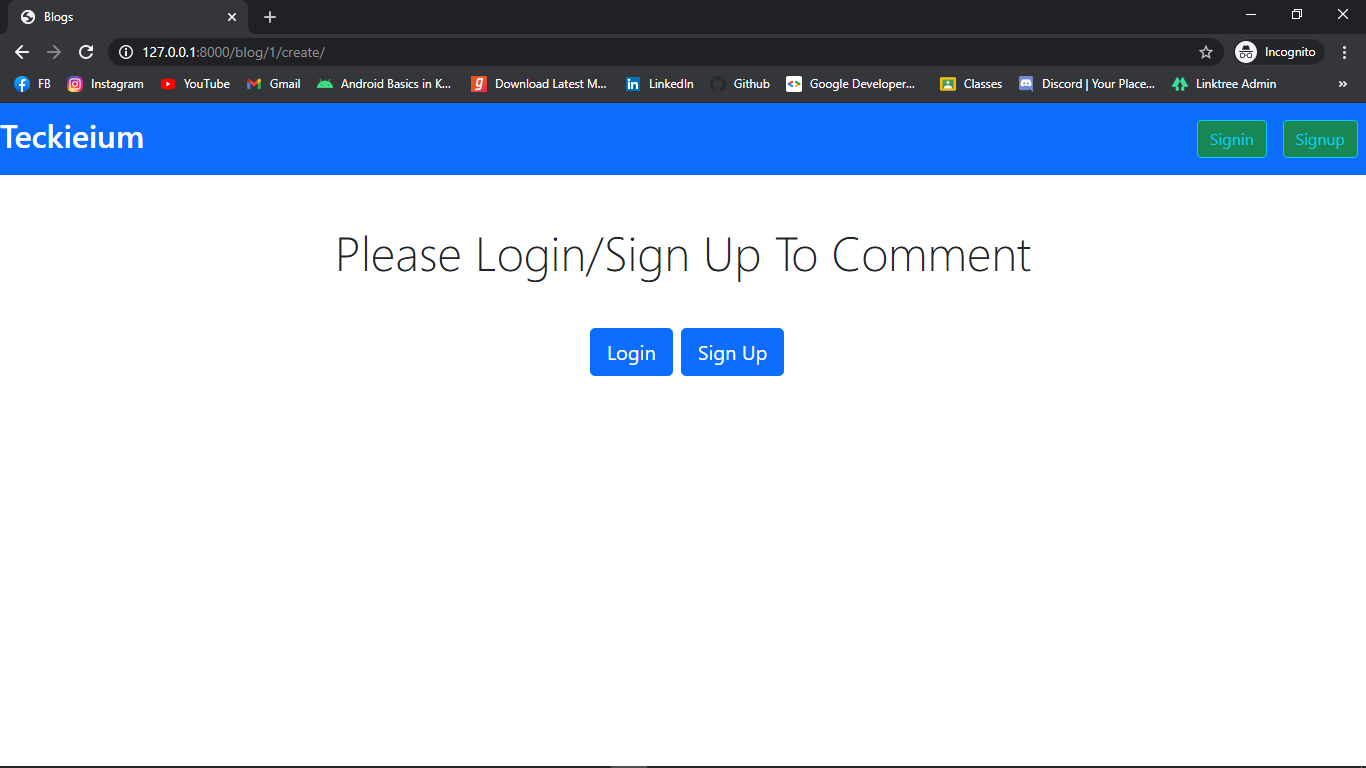 Blogs
127.0.0.1:8000/blog/1/create/
Incognito
FB Instagram YouTube Gmail Android Basics in K... Download Latest M... LinkedIn Github Google Developer... Classes Discord | Your Place... Linktree Admin »
Teckieium Signin Signup
Please Login/Sign Up To Comment
Login Sign Up